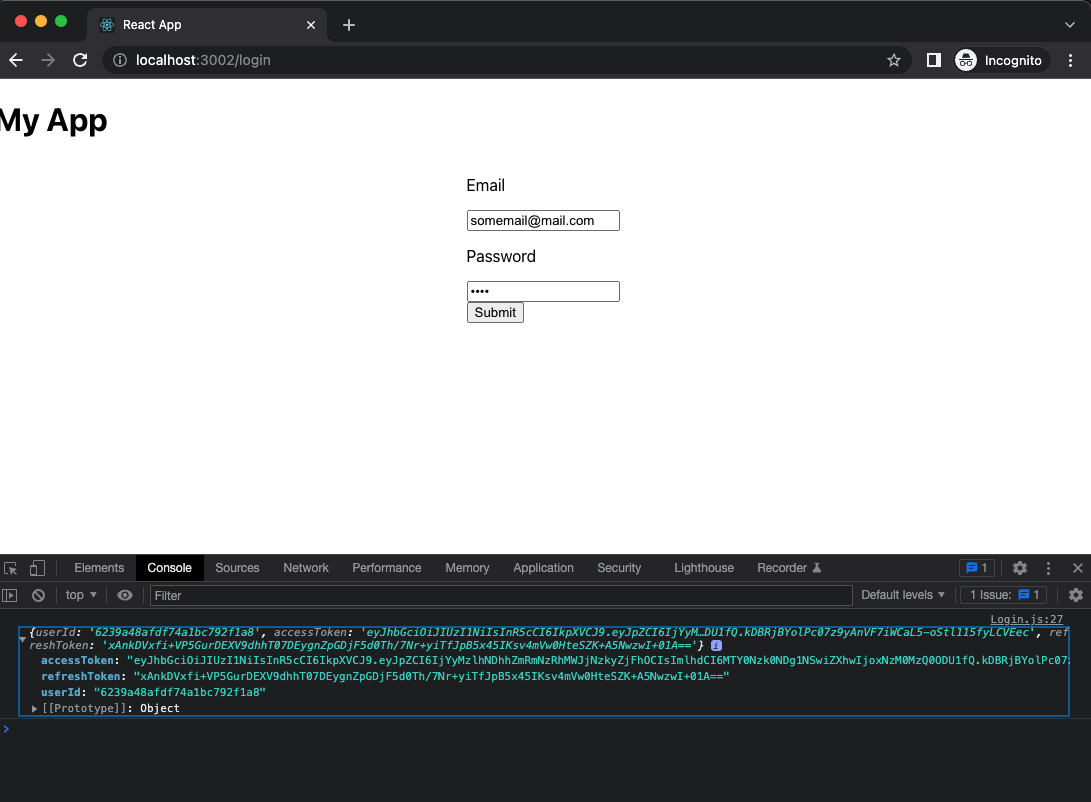 React App
localhost:3002/login
Incognito
My App
Email
somemail@mail.com
Password
••••
Submit
Elements Console Sources Network Performance Memory Application Security Lighthouse Recorder 1
top Filter Default levels 1 Issue: 1
Login.js:27
{userId: '6239a48afdf74a1bc792f1a8', accessToken: 'eyJhbGciOiJIUzI1NiIsInR5cCI6IkpXVCJ9.eyJpZCI6IjYyM…DU1fQ.kDBRjBYolPc07z9yAnVF7iWCaL5-oStl115fyLCVEec', ref
reshToken: 'xAnkDVxfi+VP5GurDEXV9dhhT07DEygnZpGDjF5d0Th/7Nr+yiTfJpB5x45IKsv4mVw0HteSZK+A5NwzwI+01A=='}
accessToken: "eyJhbGciOiJIUzI1NiIsInR5cCI6IkpXVCJ9.eyJpZCI6IjYyMzlhNDhhZmRmNzRhMWJjNzkyZjFhOCIsImlhdCI6MTY0Nzk0NDg1NSwiZXhwIjoxNzM0MzQ0ODU1fQ.kDBRjBYolPc07
refreshToken: "xAnkDVxfi+VP5GurDEXV9dhhT07DEygnZpGDjF5d0Th/7Nr+yiTfJpB5x45IKsv4mVw0HteSZK+A5NwzwI+01A=="
userId: "6239a48afdf74a1bc792f1a8"
[[Prototype]]: Object